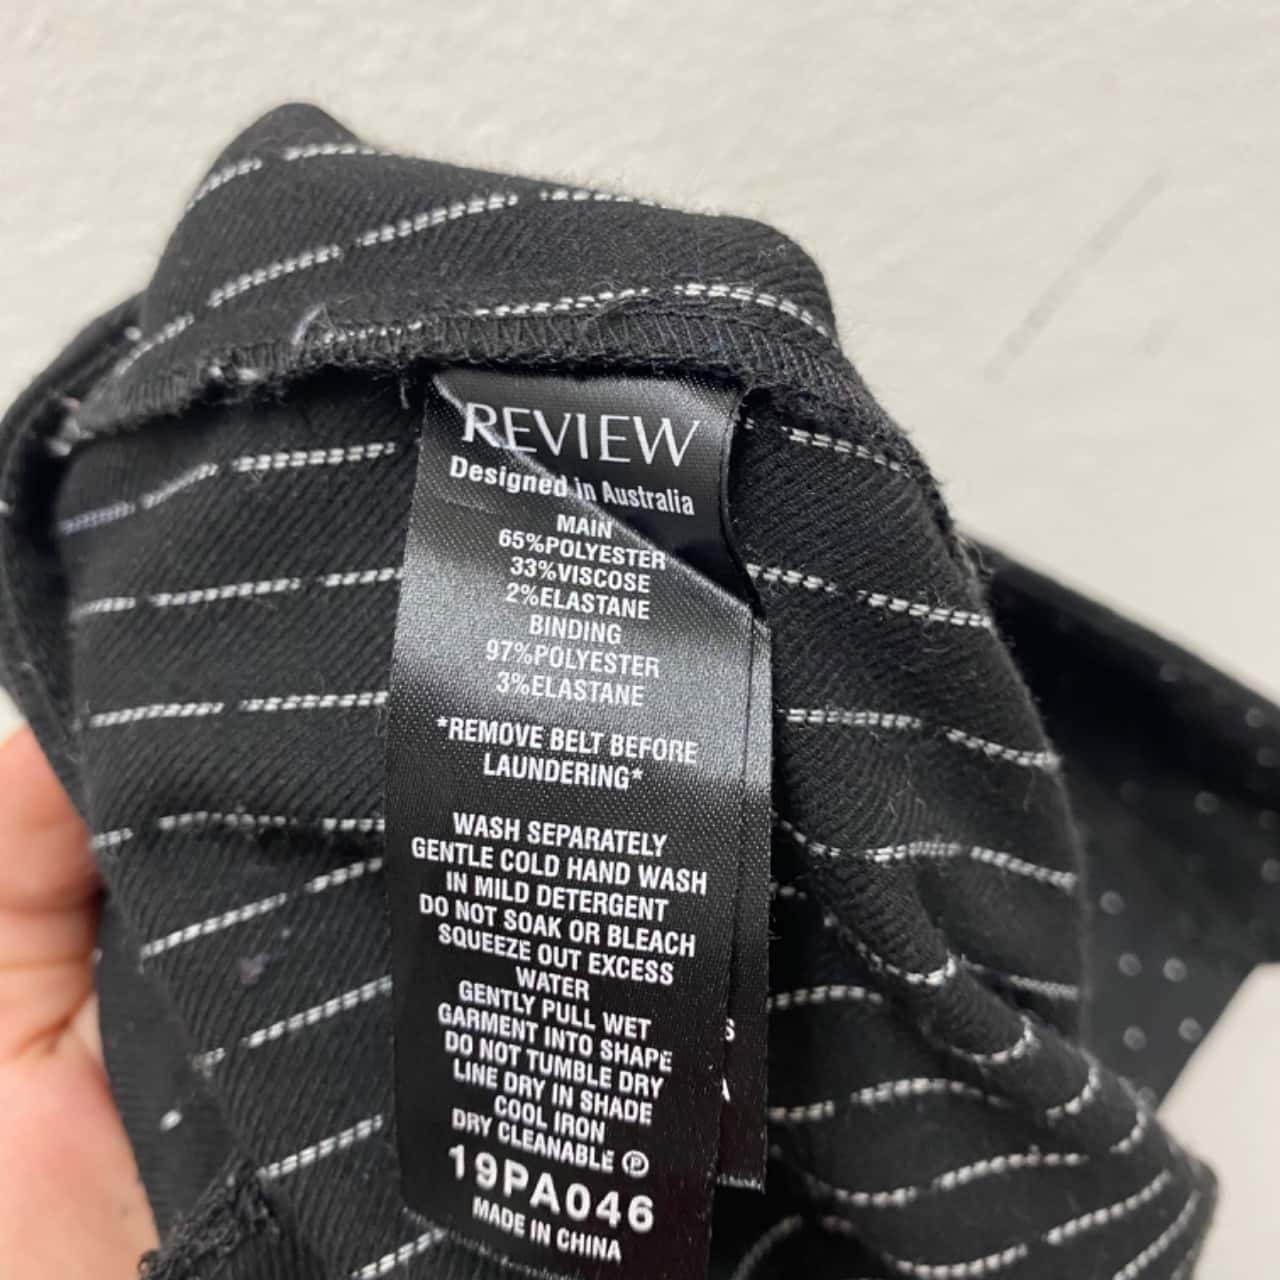 REVIEW
Designed in Australia
MAIN
65%POLYESTER
33%VISCOSE
2%ELASTANE
BINDING
97%POLYESTER
3%ELASTANE
*REMOVE BELT BEFORE
LAUNDERING*
WASH SEPARATELY
GENTLE COLD HAND WASH
IN MILD DETERGENT
DO NOT SOAK OR BLEACH
SQUEEZE OUT EXCESS
WATER
GENTLY PULL WET
GARMENT INTO SHAPE
DO NOT TUMBLE DRY
LINE DRY IN SHADE
COOL IRON
DRY CLEANABLE Ⓟ
19PA046
MADE IN CHINA